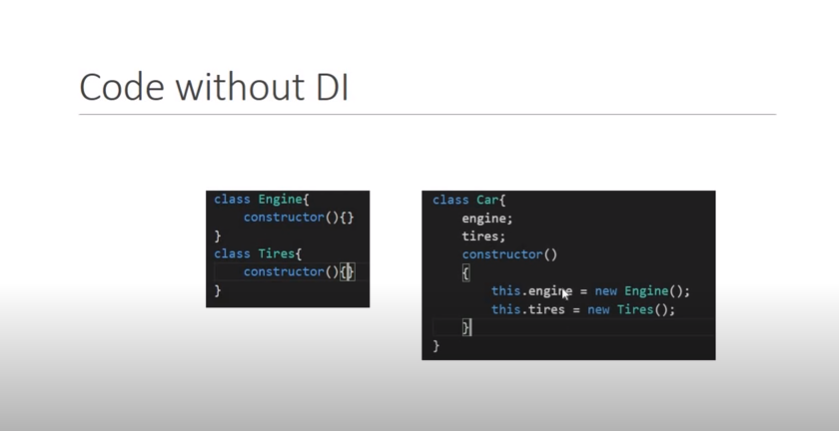 Code without DI
class Engine{
constructor(){}
}
class Tires{
constructor(){}
}
class Car{
engine;
tires;
constructor()
{
this.engine = new Engine();
this.tires = new Tires();
}
}